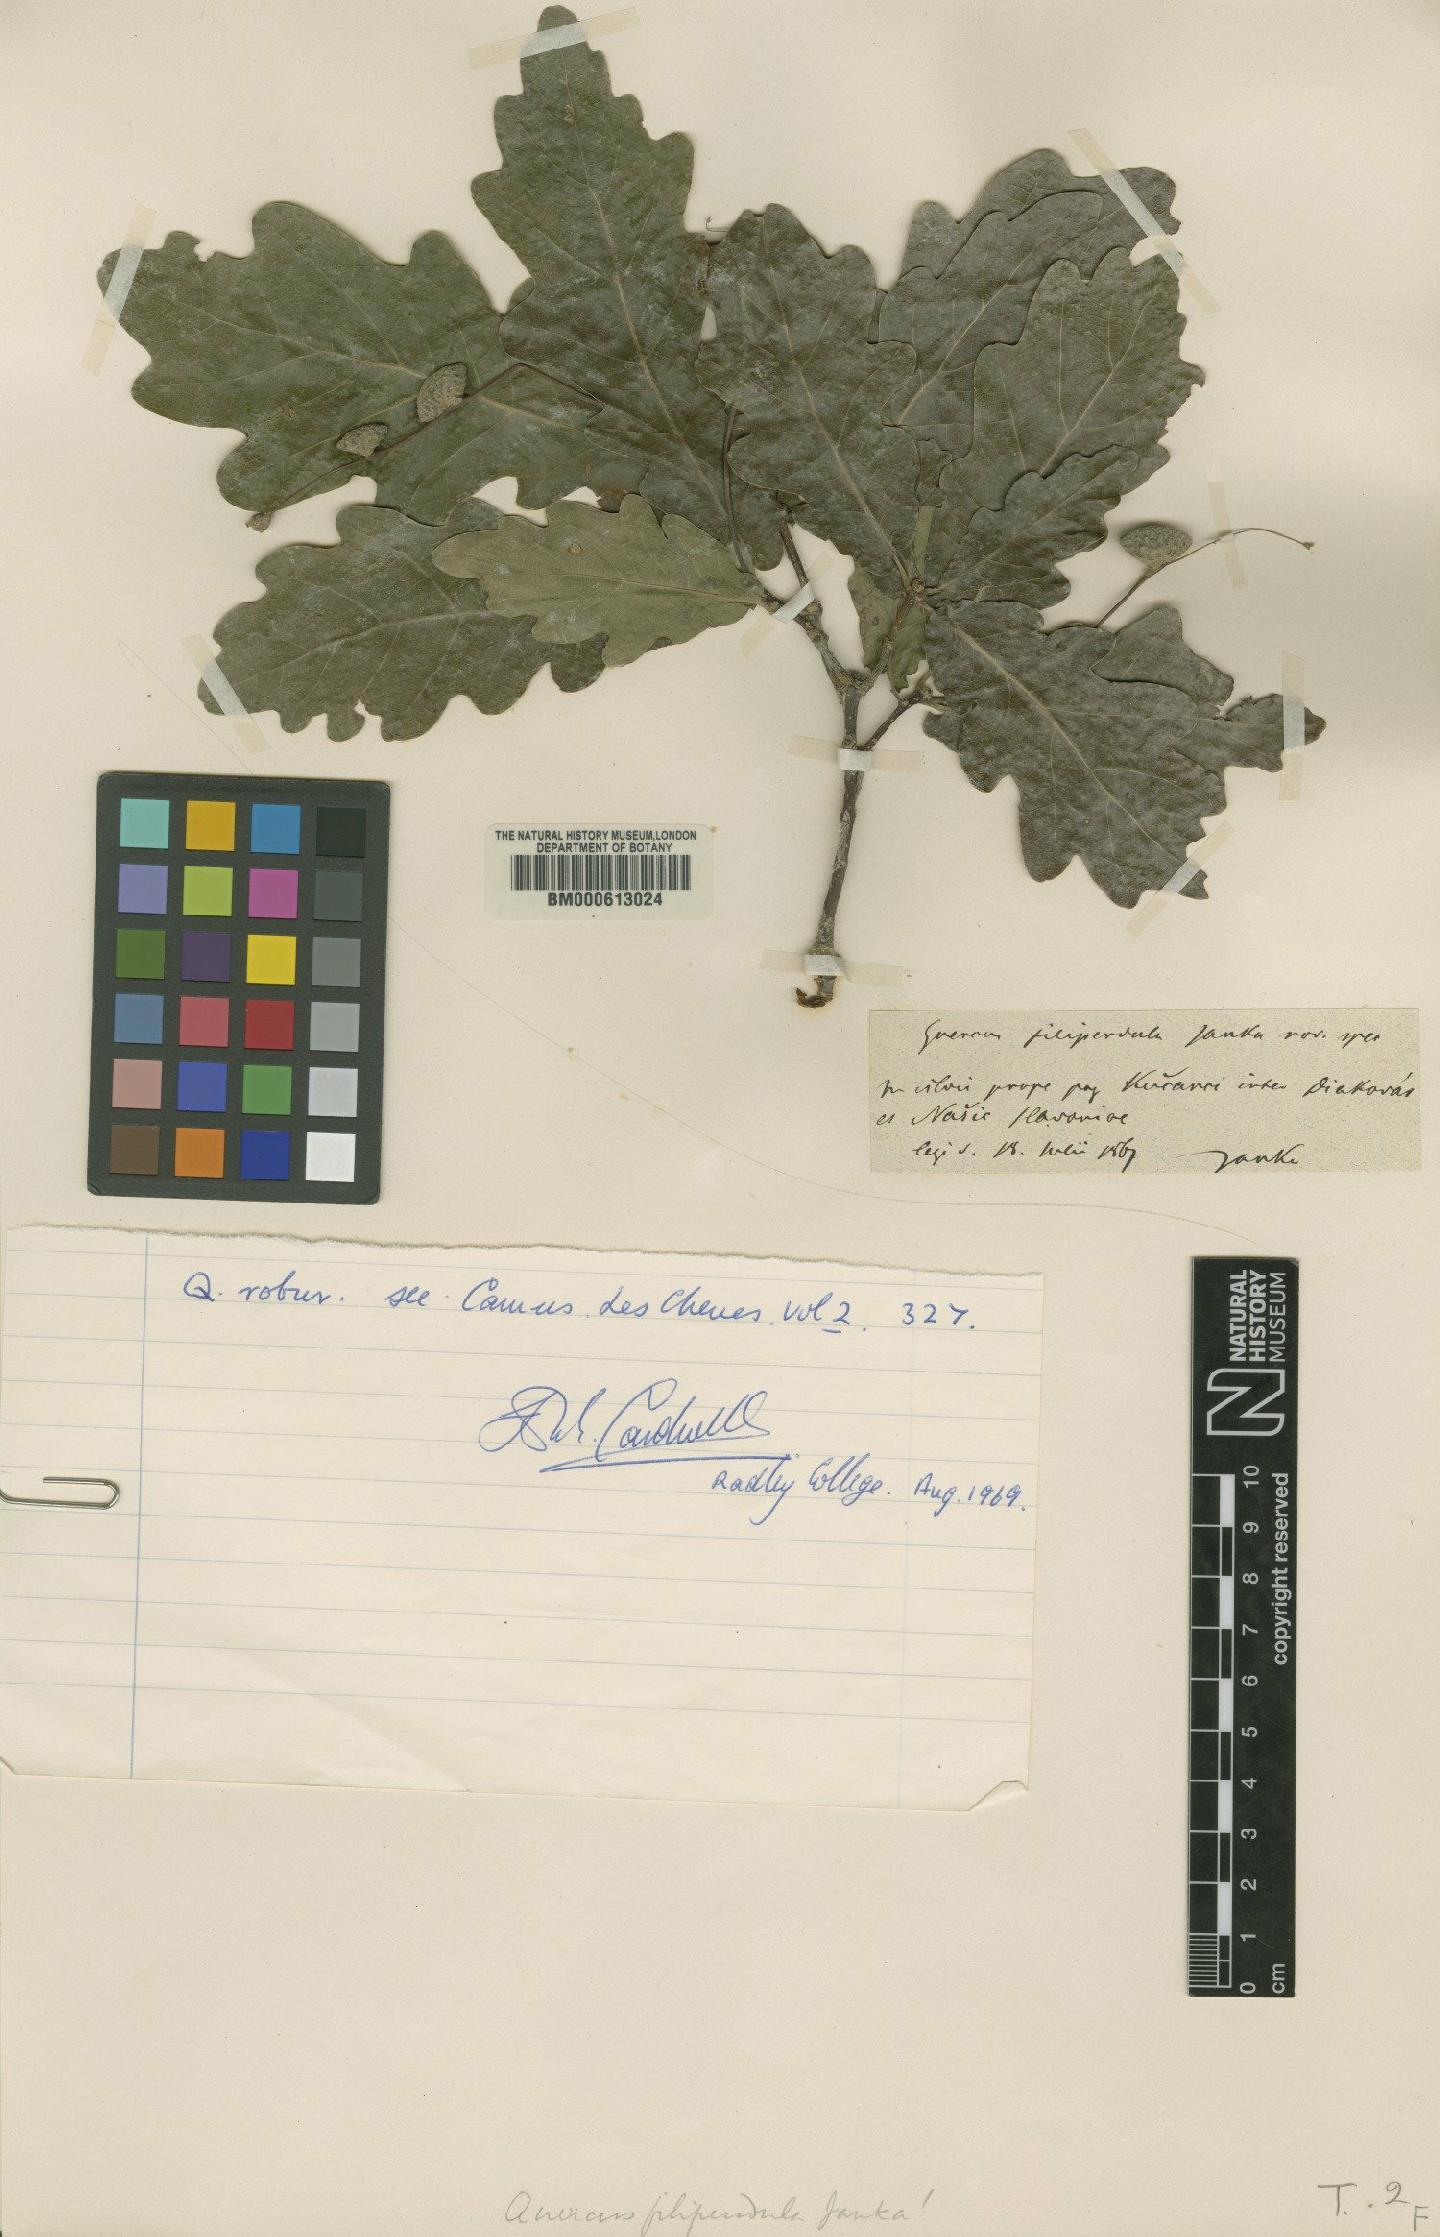 THE NATURAL HISTORY MUSEUM, LONDON
DEPARTMENT OF BOTANY
BM000613024
Quercus filipendula Janka nov. spec
In silvis prope pag Kučanci inter Diakovár
et Našic Slavoniae
legi d. 18. Julii 1867 Janka
Q. robur. see Camus. Les Chenes. vol 2. 327.
Cardwell
Radley College. Aug. 1969.
NATURAL
HISTORY
MUSEUM
copyright reserved
0 1 2 3 4 5 6 7 8 9 10
cm
Quercus filipendula Janka!
T. 2
F